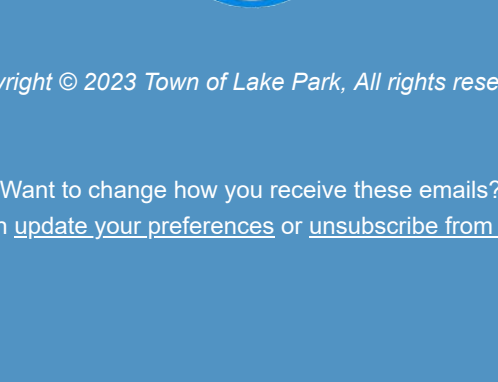 right © 2023 Town of Lake Park, All rights rese
Want to change how you receive these emails?
update your preferences or unsubscribe from